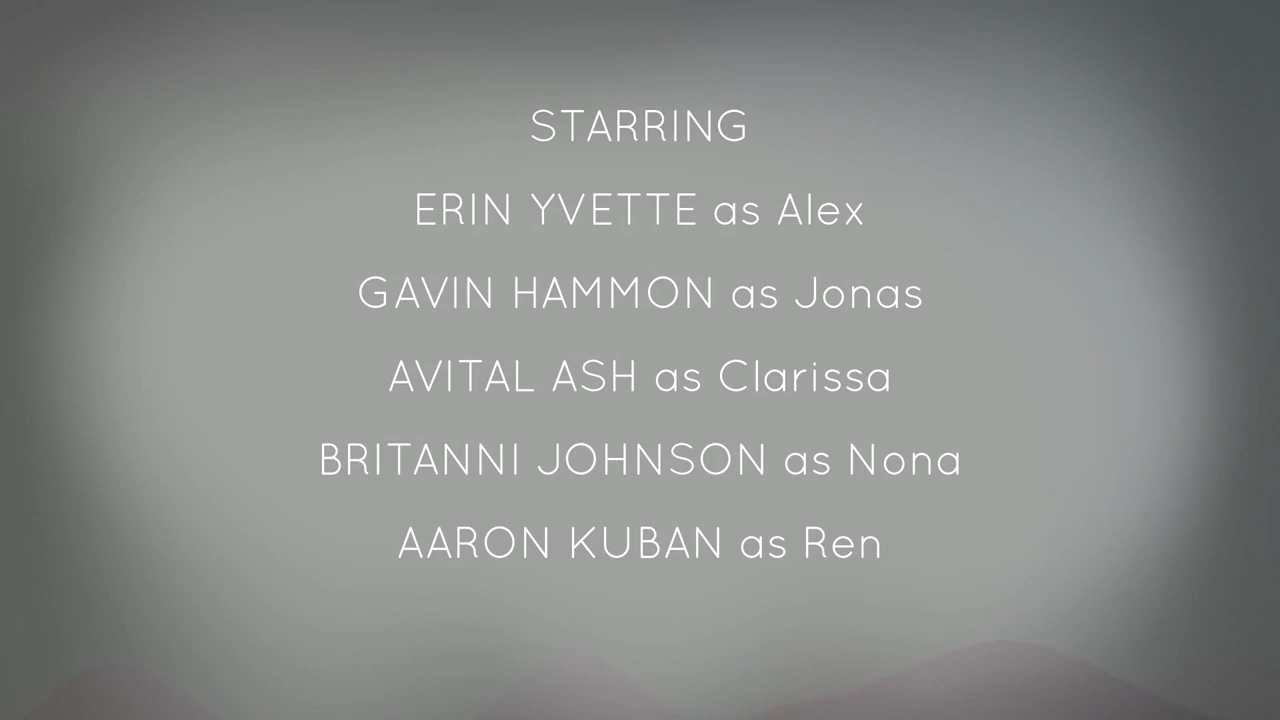 STARRING
ERIN YVETTE as Alex
GAVIN HAMMON as Jonas
AVITAL ASH as Clarissa
BRITANNI JOHNSON as Nona
AARON KUBAN as Ren